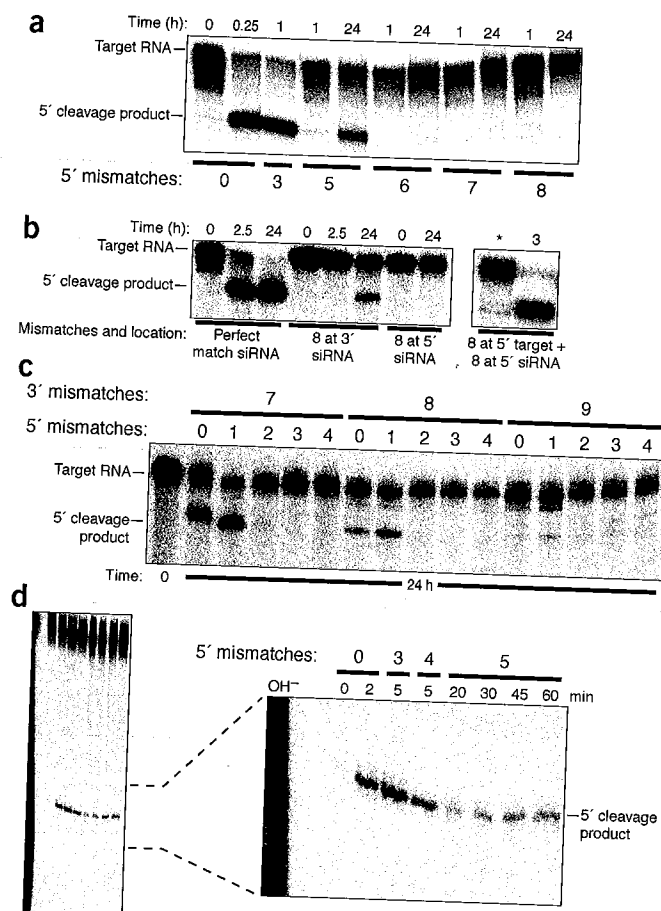 a
Time (h): 0 0.25 1 1 24 1 24 1 24 1 24
Target RNA
5´ cleavage product
5´ mismatches: 0 3 5 6 7 8
b
Time (h): 0 2.5 24 0 2.5 24 0 24 * 3
Target RNA
5´ cleavage product
Mismatches and location: Perfect match siRNA 8 at 3´ siRNA 8 at 5´ siRNA 8 at 5´ target + 8 at 5´ siRNA
c
3´ mismatches: 7 8 9
5´ mismatches: 0 1 2 3 4 0 1 2 3 4 0 1 2 3 4
Target RNA
5´ cleavage
product
Time: 0 24 h
d
5´ mismatches: 0 3 4 5
OH⁻ 0 2 5 5 20 30 45 60 min
5´ cleavage
product